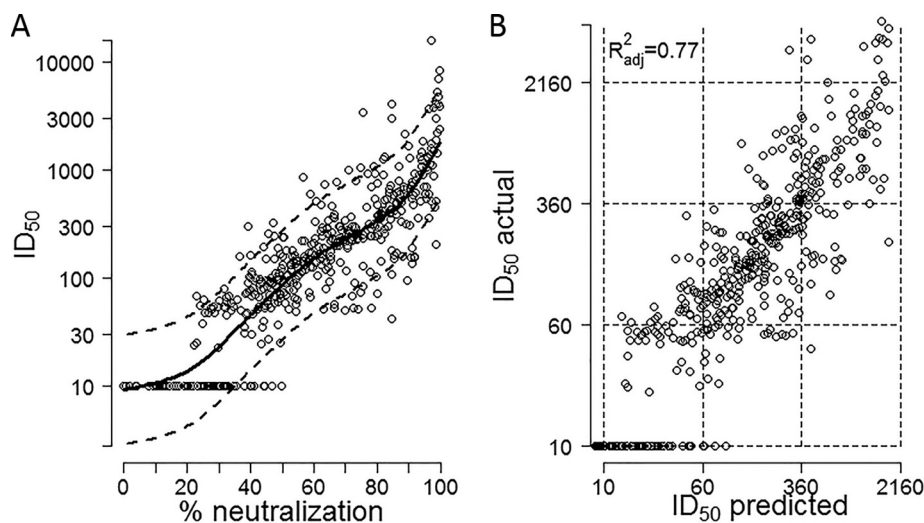 A
B
10000
3000
1000
300
100
30
10
ID50
0 20 40 60 80 100
% neutralization
R²adj=0.77
2160
360
60
10
ID50 actual
10 60 360 2160
ID50 predicted